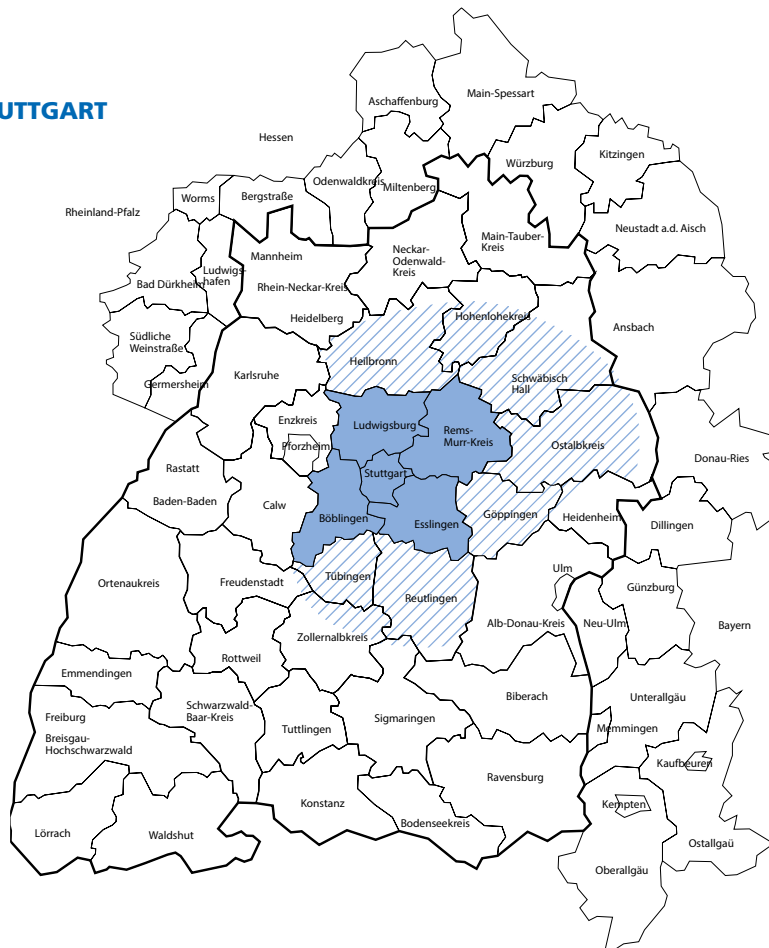 UTTGART
Aschaffenburg
Main-Spessart
Hessen
Würzburg
Kitzingen
Odenwaldkreis
Miltenberg
Worms
Bergstraße
Rheinland-Pfalz
Neustadt a.d. Aisch
Main-Tauber-
Kreis
Neckar-
Odenwald-
Kreis
Mannheim
Ludwigs-
hafen
Bad Dürkheim
Rhein-Neckar-Kreis
Heidelberg
Hohenlohekreis
Ansbach
Südliche
Weinstraße
Germersheim
Karlsruhe
Heilbronn
Schwäbisch
Hall
Enzkreis
Pforzheim
Ludwigsburg
Rems-
Murr-Kreis
Ostalbkreis
Donau-Ries
Rastatt
Baden-Baden
Stuttgart
Calw
Böblingen
Esslingen
Göppingen
Heidenheim
Dillingen
Ortenaukreis
Freudenstadt
Tübingen
Reutlingen
Ulm
Günzburg
Alb-Donau-Kreis
Neu-Ulm
Bayern
Zollernalbkreis
Rottweil
Emmendingen
Biberach
Unterallgäu
Freiburg
Breisgau-
Hochschwarzwald
Schwarzwald-
Baar-Kreis
Tuttlingen
Sigmaringen
Memmingen
Kaufbeuren
Ravensburg
Konstanz
Kempten
Bodenseekreis
Lörrach
Waldshut
Ostallgaü
Oberallgäu